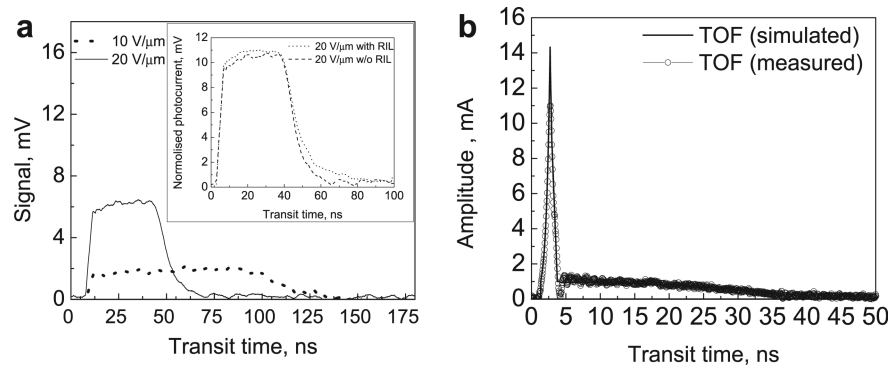 a
10 V/μm
20 V/μm
Signal, mV
16
12
8
4
0
0 25 50 75 100 125 150 175
Transit time, ns
Normolised photocurrent, mV
12
10
8
6
4
2
0
20 V/μm with RIL
20 V/μm w/o RIL
0 20 40 60 80 100
Transit time, ns
b
TOF (simulated)
TOF (measured)
Amplitude , mA
16
14
12
10
8
6
4
2
0
0 5 10 15 20 25 30 35 40 45 50
Transit time, ns